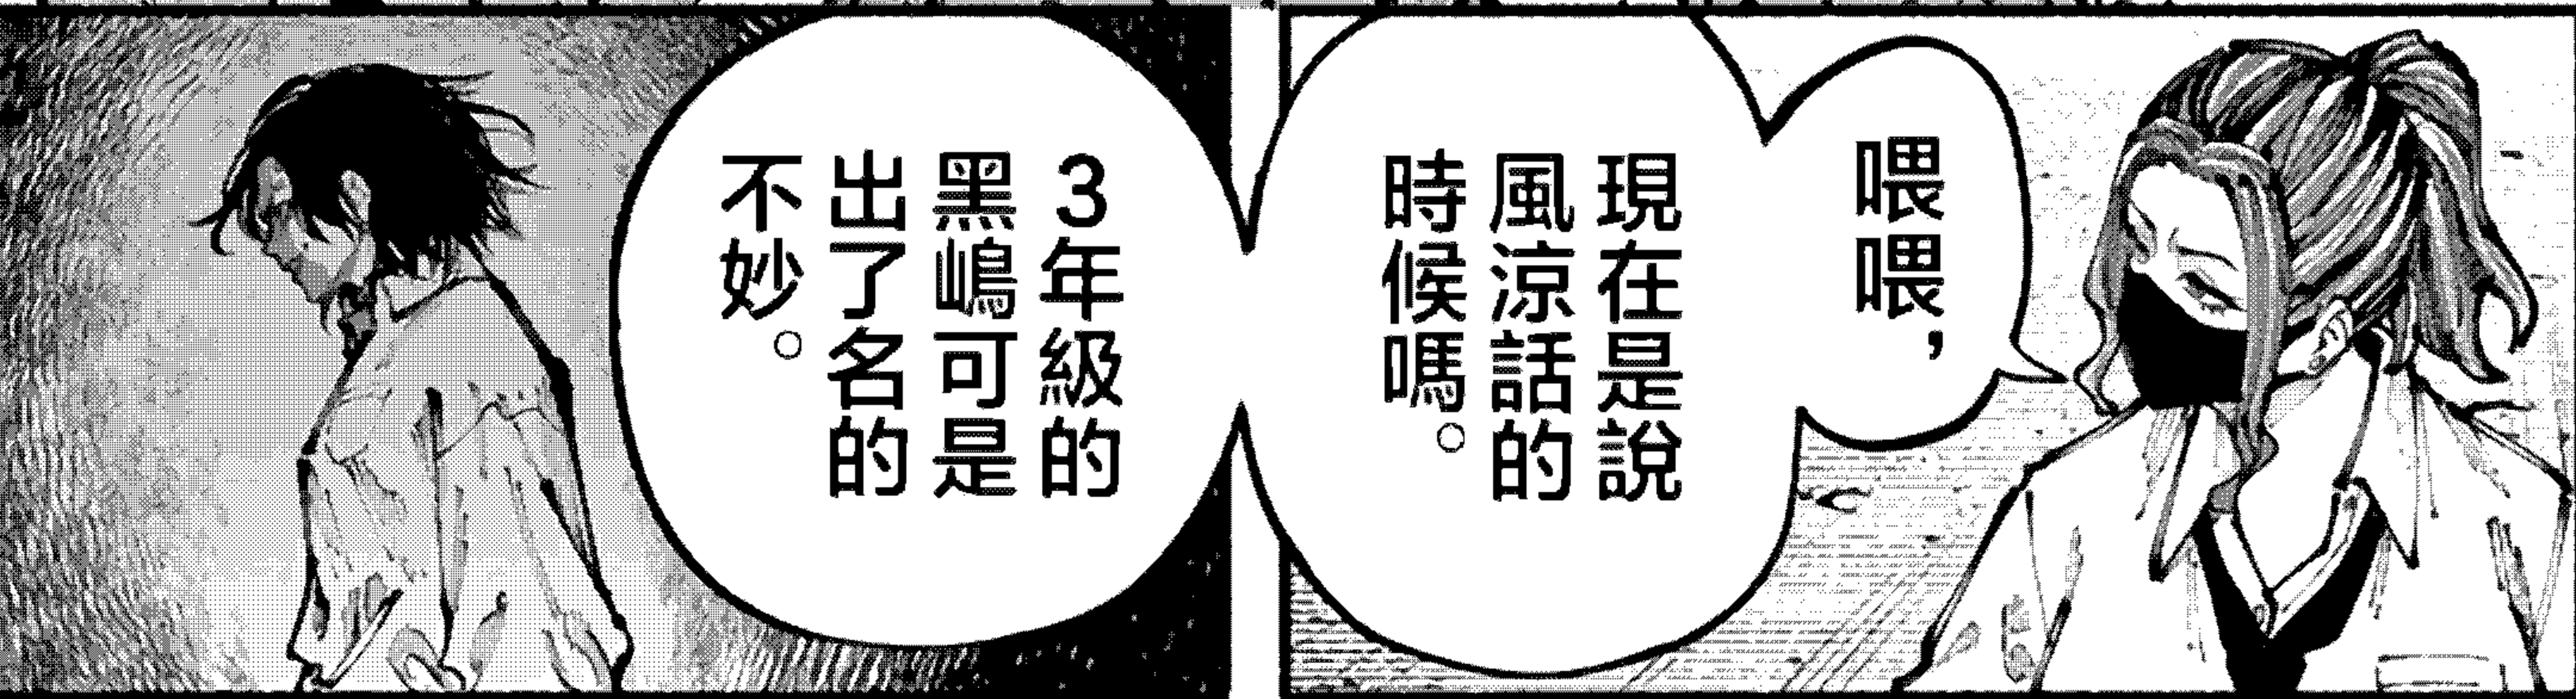 喂喂，
現在是說
風涼話的
時候嗎。
3年級的
黑嶋可是
出了名的
不妙。